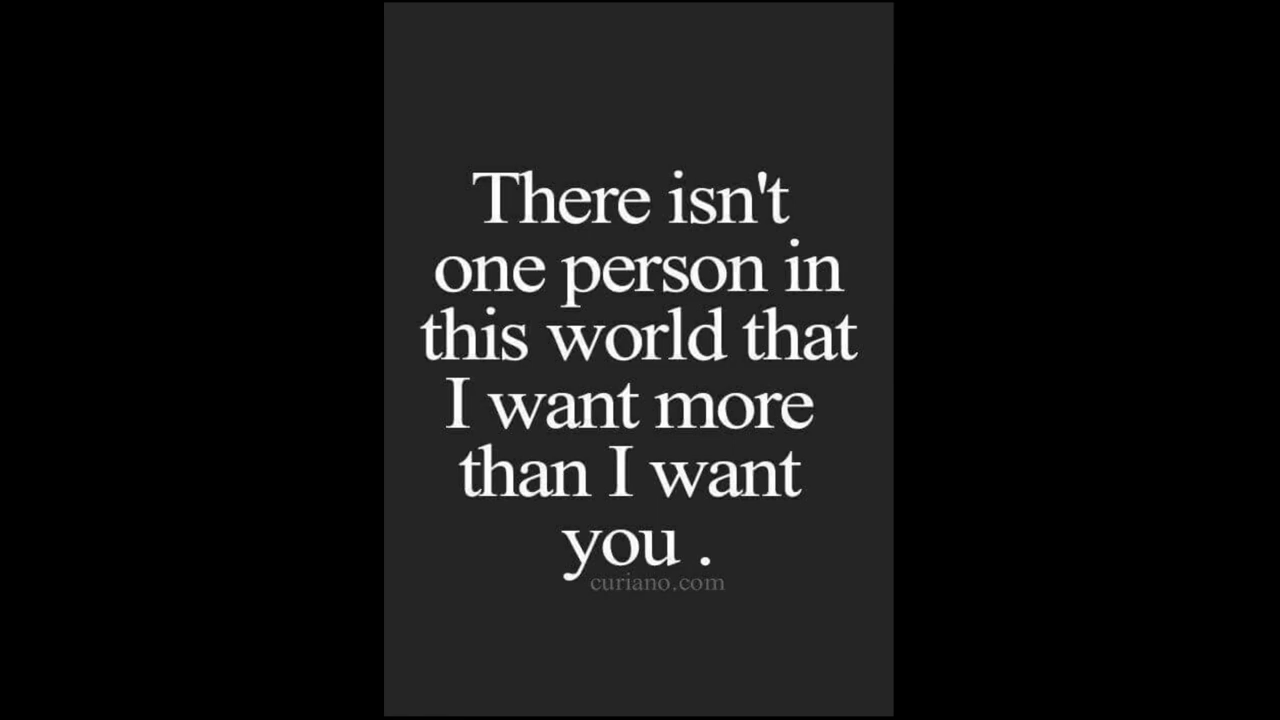 There isn't
one person in
this world that
I want more
than I want
you .
curiano.com